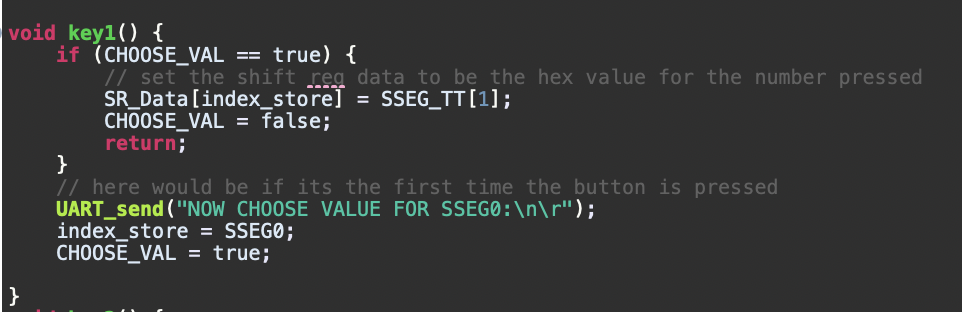 void key1() {
    if (CHOOSE_VAL == true) {
        // set the shift reg data to be the hex value for the number pressed
        SR_Data[index_store] = SSEG_TT[1];
        CHOOSE_VAL = false;
        return;
    }
    // here would be if its the first time the button is pressed
    UART_send("NOW CHOOSE VALUE FOR SSEG0:\n\r");
    index_store = SSEG0;
    CHOOSE_VAL = true;

}